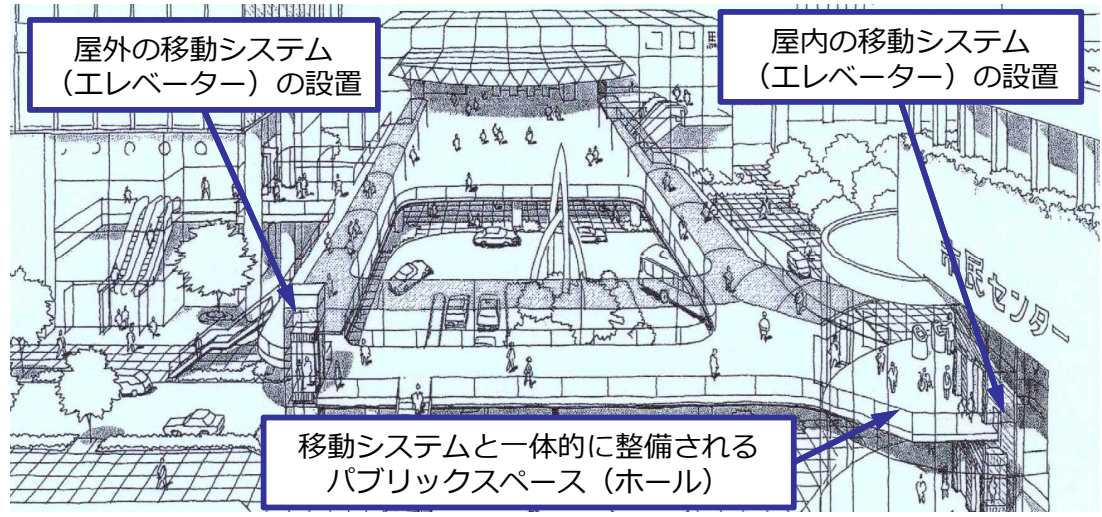 屋外の移動システム
（エレベーター）の設置
屋内の移動システム
（エレベーター）の設置
市民センター
移動システムと一体的に整備される
パブリックスペース（ホール）